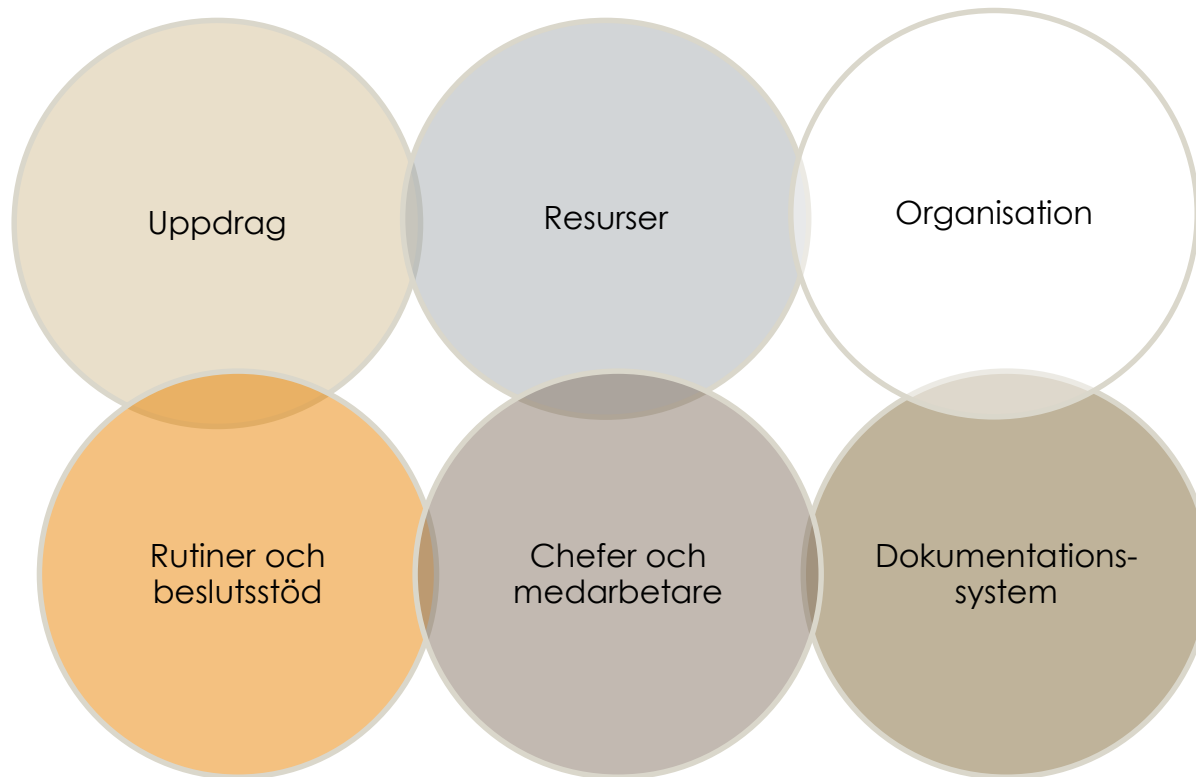 Uppdrag
Resurser
Organisation
Rutiner och
beslutsstöd
Chefer och
medarbetare
Dokumentations-
system